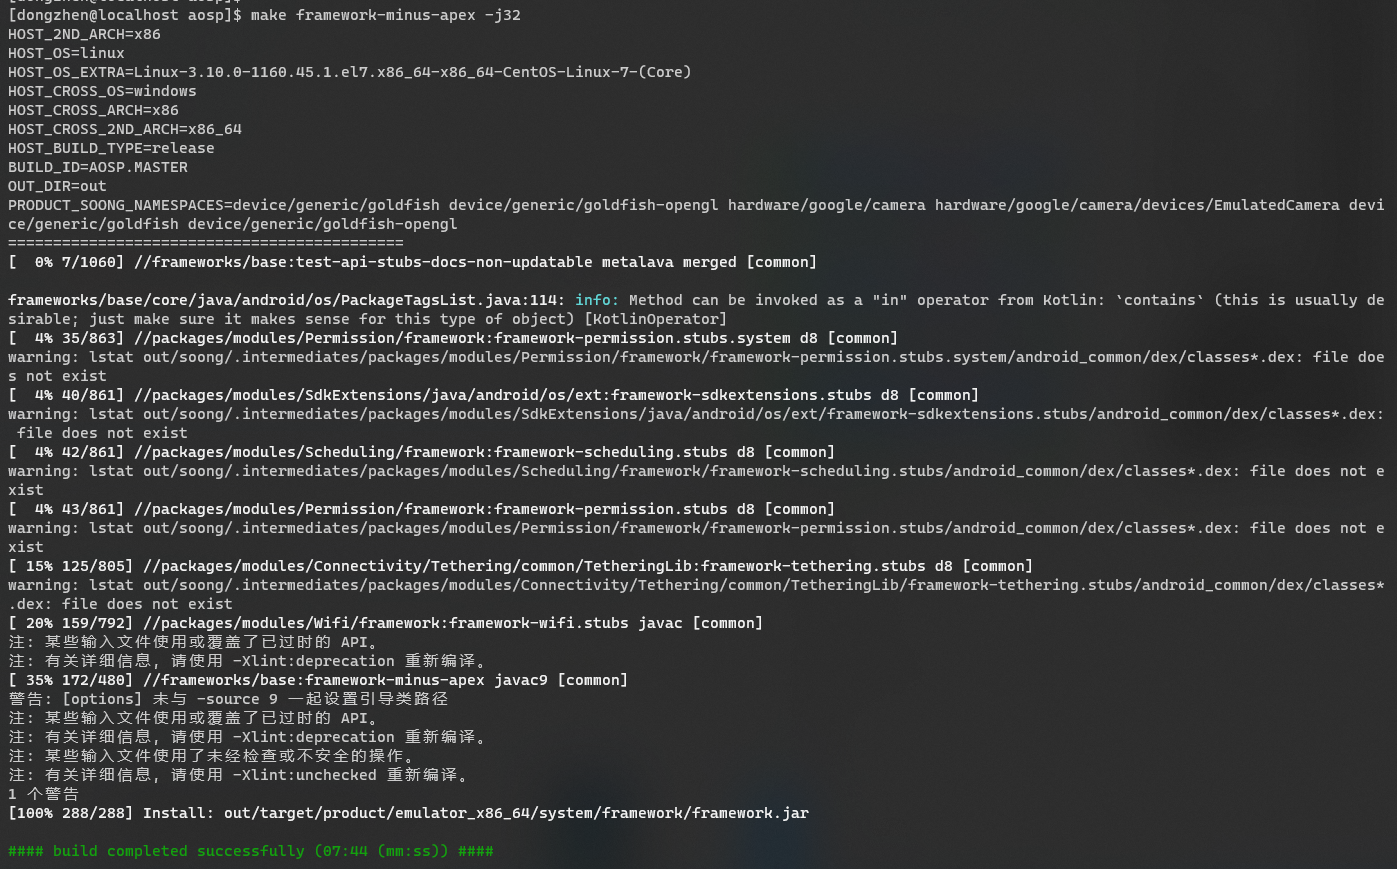 [dongzhen@localhost aosp]$
[dongzhen@localhost aosp]$ make framework-minus-apex -j32
HOST_2ND_ARCH=x86
HOST_OS=linux
HOST_OS_EXTRA=Linux-3.10.0-1160.45.1.el7.x86_64-x86_64-CentOS-Linux-7-(Core)
HOST_CROSS_OS=windows
HOST_CROSS_ARCH=x86
HOST_CROSS_2ND_ARCH=x86_64
HOST_BUILD_TYPE=release
BUILD_ID=AOSP.MASTER
OUT_DIR=out
PRODUCT_SOONG_NAMESPACES=device/generic/goldfish device/generic/goldfish-opengl hardware/google/camera hardware/google/camera/devices/EmulatedCamera devi
ce/generic/goldfish device/generic/goldfish-opengl
============================================
[  0% 7/1060] //frameworks/base:test-api-stubs-docs-non-updatable metalava merged [common]
frameworks/base/core/java/android/os/PackageTagsList.java:114: info: Method can be invoked as a "in" operator from Kotlin: `contains` (this is usually de
sirable; just make sure it makes sense for this type of object) [KotlinOperator]
[  4% 35/863] //packages/modules/Permission/framework:framework-permission.stubs.system d8 [common]
warning: lstat out/soong/.intermediates/packages/modules/Permission/framework/framework-permission.stubs.system/android_common/dex/classes*.dex: file doe
s not exist
[  4% 40/861] //packages/modules/SdkExtensions/java/android/os/ext:framework-sdkextensions.stubs d8 [common]
warning: lstat out/soong/.intermediates/packages/modules/SdkExtensions/java/android/os/ext/framework-sdkextensions.stubs/android_common/dex/classes*.dex:
 file does not exist
[  4% 42/861] //packages/modules/Scheduling/framework:framework-scheduling.stubs d8 [common]
warning: lstat out/soong/.intermediates/packages/modules/Scheduling/framework/framework-scheduling.stubs/android_common/dex/classes*.dex: file does not e
xist
[  4% 43/861] //packages/modules/Permission/framework:framework-permission.stubs d8 [common]
warning: lstat out/soong/.intermediates/packages/modules/Permission/framework/framework-permission.stubs/android_common/dex/classes*.dex: file does not e
xist
[ 15% 125/805] //packages/modules/Connectivity/Tethering/common/TetheringLib:framework-tethering.stubs d8 [common]
warning: lstat out/soong/.intermediates/packages/modules/Connectivity/Tethering/common/TetheringLib/framework-tethering.stubs/android_common/dex/classes*
.dex: file does not exist
[ 20% 159/792] //packages/modules/Wifi/framework:framework-wifi.stubs javac [common]
注: 某些输入文件使用或覆盖了已过时的 API。
注: 有关详细信息, 请使用 -Xlint:deprecation 重新编译。
[ 35% 172/480] //frameworks/base:framework-minus-apex javac9 [common]
警告: [options] 未与 -source 9 一起设置引导类路径
注: 某些输入文件使用或覆盖了已过时的 API。
注: 有关详细信息, 请使用 -Xlint:deprecation 重新编译。
注: 某些输入文件使用了未经检查或不安全的操作。
注: 有关详细信息, 请使用 -Xlint:unchecked 重新编译。
1 个警告
[100% 288/288] Install: out/target/product/emulator_x86_64/system/framework/framework.jar
#### build completed successfully (07:44 (mm:ss)) ####